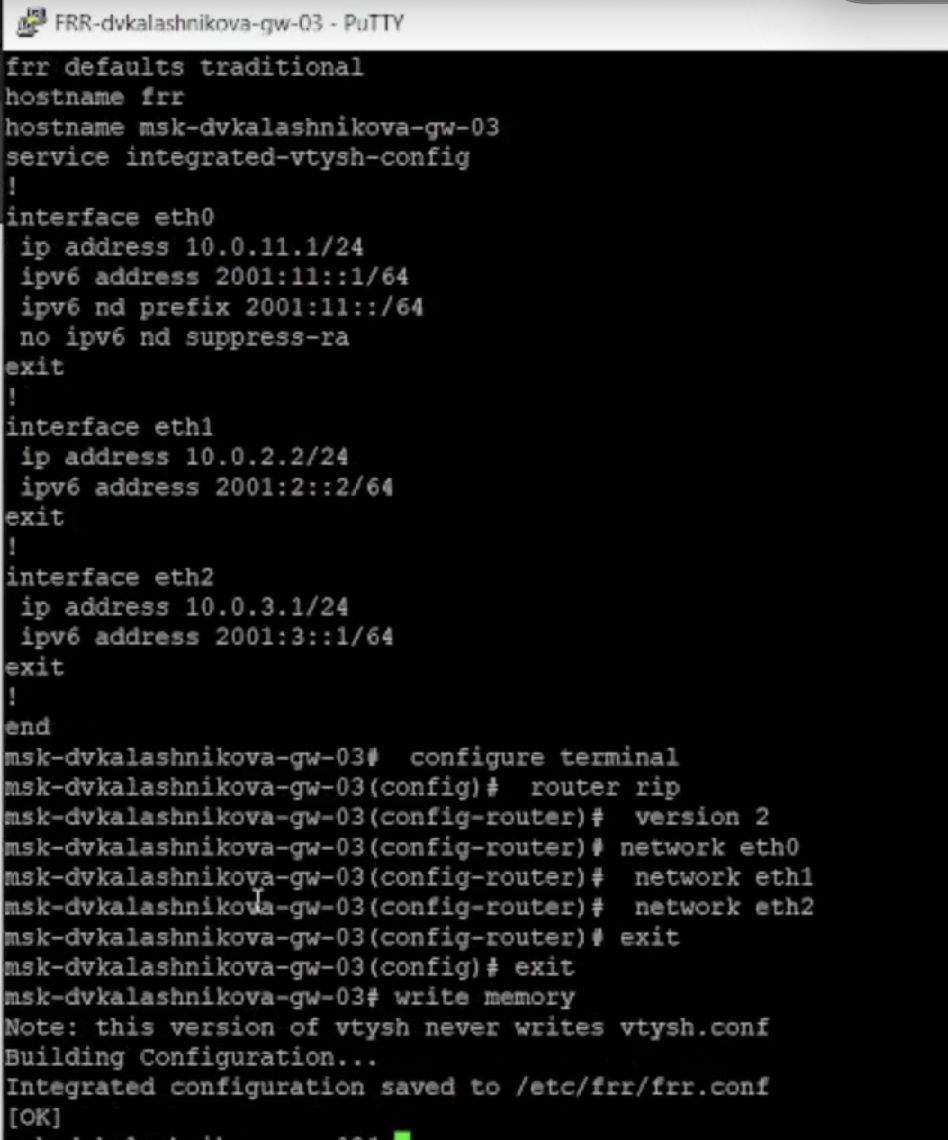 FRR-dvkalashnikova-gw-03 - PuTTY
frr defaults traditional
hostname frr
hostname msk-dvkalashnikova-gw-03
service integrated-vtysh-config
!
interface eth0
 ip address 10.0.11.1/24
 ipv6 address 2001:11::1/64
 ipv6 nd prefix 2001:11::/64
 no ipv6 nd suppress-ra
exit
!
interface eth1
 ip address 10.0.2.2/24
 ipv6 address 2001:2::2/64
exit
!
interface eth2
 ip address 10.0.3.1/24
 ipv6 address 2001:3::1/64
exit
!
end
msk-dvkalashnikova-gw-03#  configure terminal
msk-dvkalashnikova-gw-03(config)#  router rip
msk-dvkalashnikova-gw-03(config-router)#  version 2
msk-dvkalashnikova-gw-03(config-router)# network eth0
msk-dvkalashnikova-gw-03(config-router)#  network eth1
msk-dvkalashnikova-gw-03(config-router)#  network eth2
msk-dvkalashnikova-gw-03(config-router)# exit
msk-dvkalashnikova-gw-03(config)# exit
msk-dvkalashnikova-gw-03# write memory
Note: this version of vtysh never writes vtysh.conf
Building Configuration...
Integrated configuration saved to /etc/frr/frr.conf
[OK]